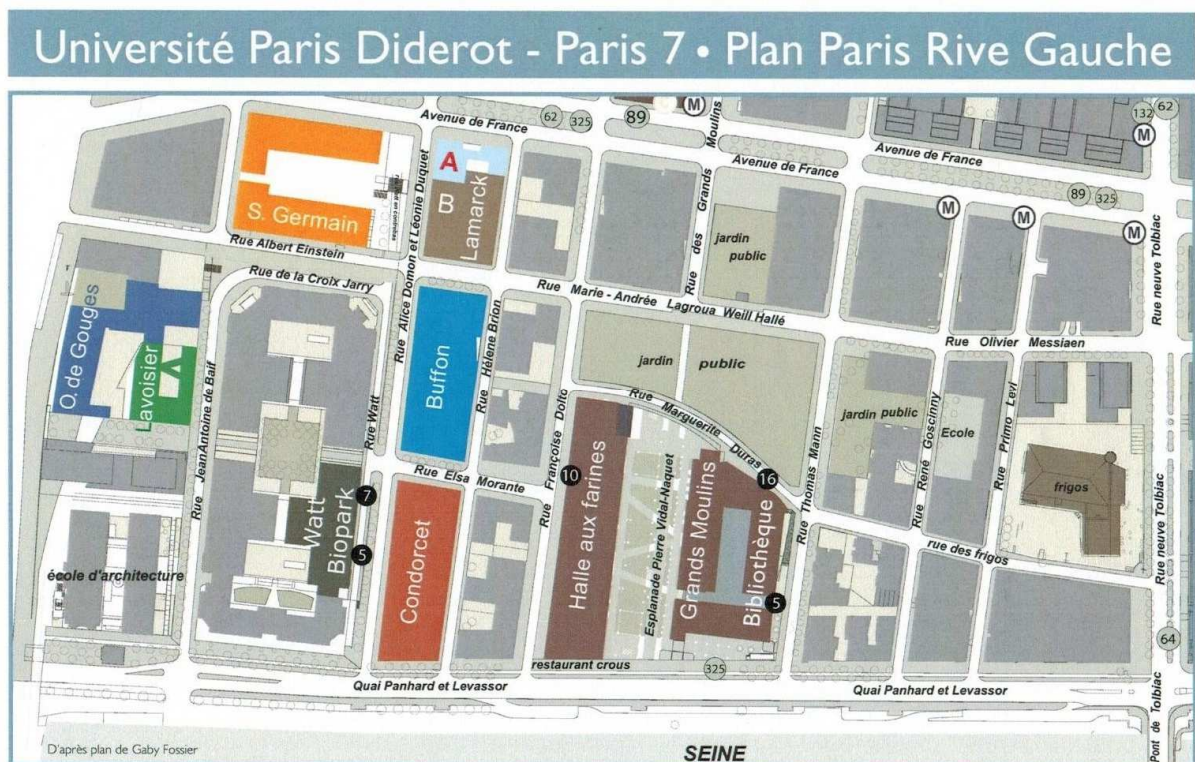 Université Paris Diderot - Paris 7 • Plan Paris Rive Gauche
Avenue de France
62
325
89
M
Rue des Grands Moulins
Avenue de France
Avenue de France
132
62
M
89
325
M
M
M
A
B
Lamarck
S. Germain
Rue Alice Domon et Léonie Duquet
Rue Albert Einstein
Rue de la Croix Jarry
jardin
public
Rue neuve Tolbiac
Rue Marie - Andrée Lagroua Weill Hallé
Rue Olivier Messiaen
O. de Gouges
Lavoisier
Rue Jean Antoine de Baïf
Rue Watt
Buffon
Rue Hélène Brion
jardin public
Rue Marguerite Duras
Rue Thomas Mann
jardin public
Rue René Goscinny
Ecole
Rue Primo Levi
frigos
Rue Elsa Morante
Rue Françoise Dolto
10
16
7
5
Watt
Biopark
Condorcet
Halle aux farines
Esplanade Pierre Vidal-Naquet
Grands Moulins
Bibliothèque
5
rue des frigos
Rue neuve Tolbiac
école d'architecture
restaurant crous
325
64
Quai Panhard et Levassor
Quai Panhard et Levassor
Pont de Tolbiac
D'après plan de Gaby Fossier
SEINE